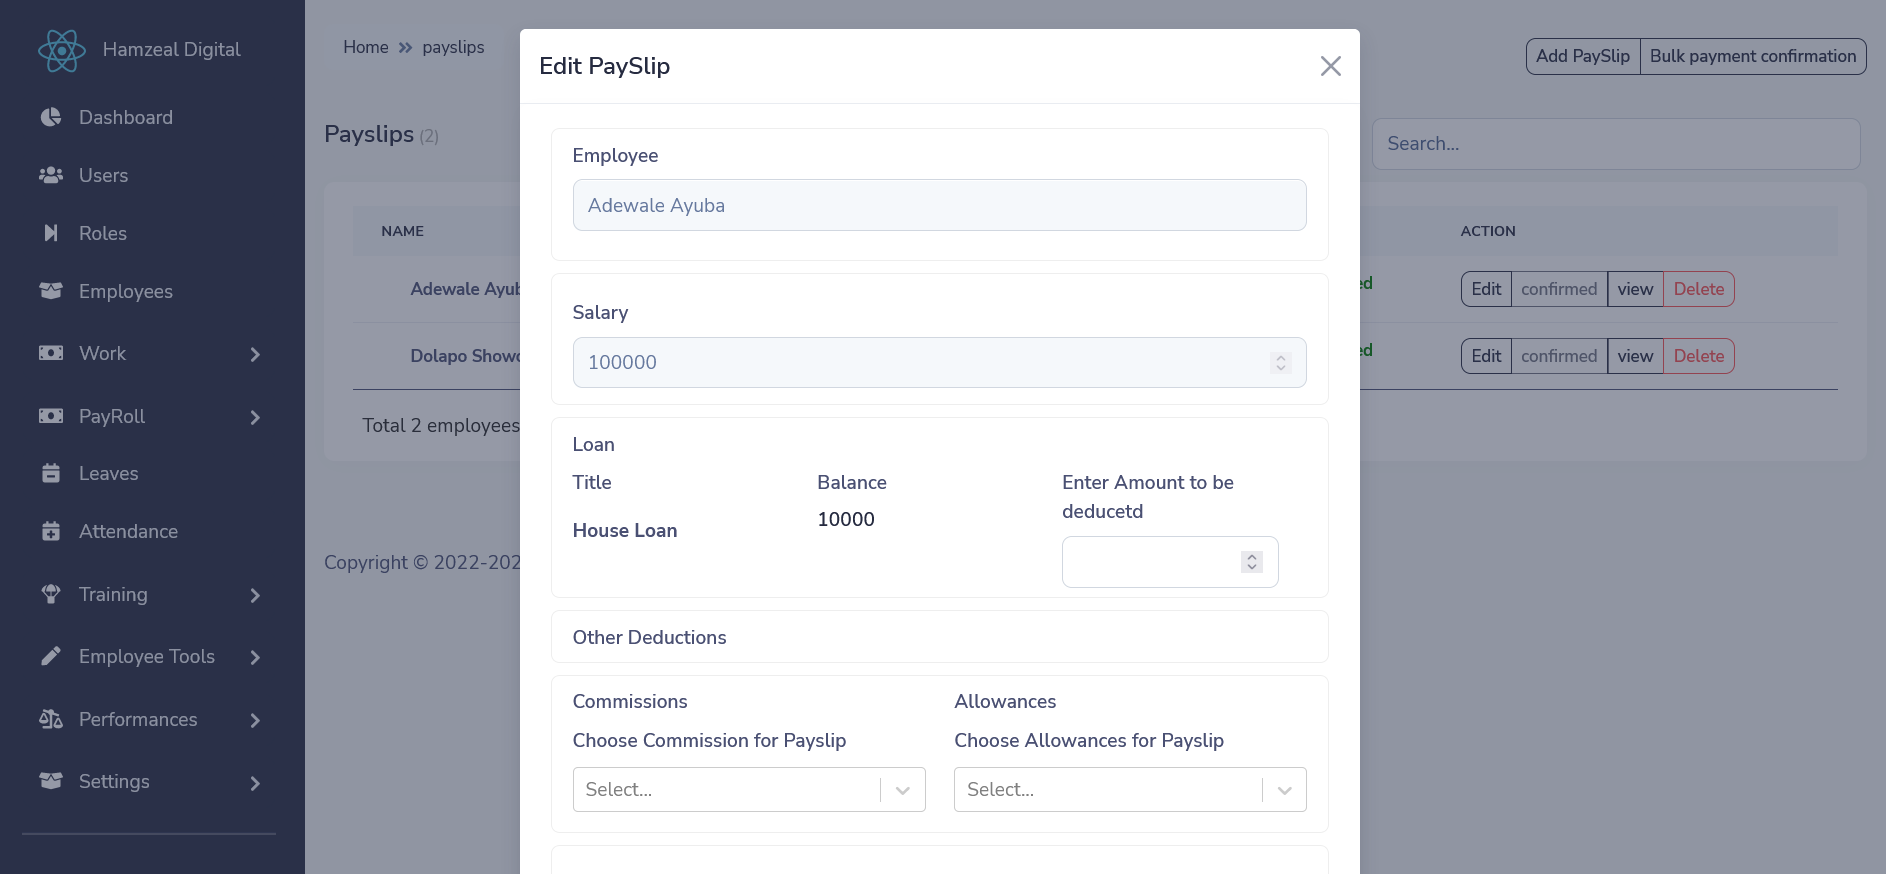 Hamzeal Digital
Dashboard
Users
Roles
Employees
Work
PayRoll
Leaves
Attendance
Training
Employee Tools
Performances
Settings
Home
payslips
Add PaySlip
Bulk payment confirmation
Payslips (2)
Search...
NAME
ACTION
Adewale Ayub
ed
Edit
confirmed
view
Delete
Dolapo Show
ed
Edit
confirmed
view
Delete
Total 2 employees
Copyright © 2022-202
Edit PaySlip
Employee
Adewale Ayuba
Salary
100000
Loan
Title
Balance
Enter Amount to be
deducetd
House Loan
10000
Other Deductions
Commissions
Allowances
Choose Commission for Payslip
Choose Allowances for Payslip
Select...
Select...